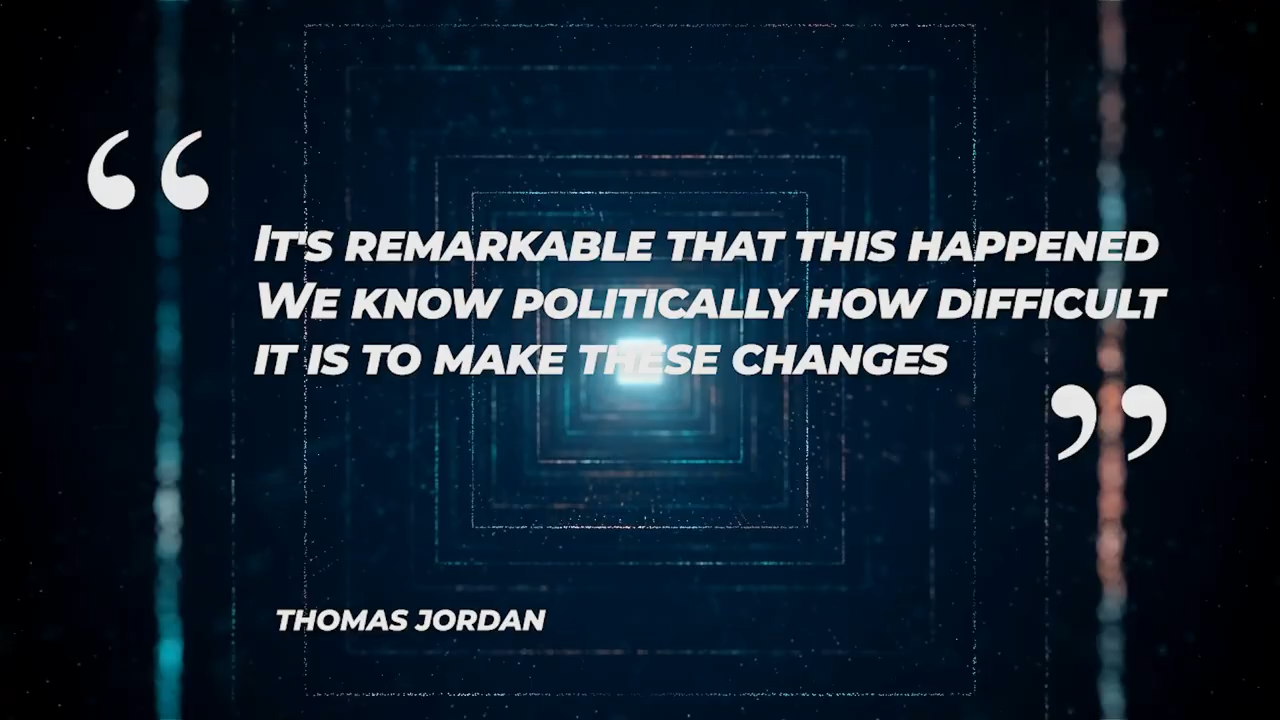 “
It's remarkable that this happened
We know politically how difficult
it is to make these changes
”
Thomas Jordan